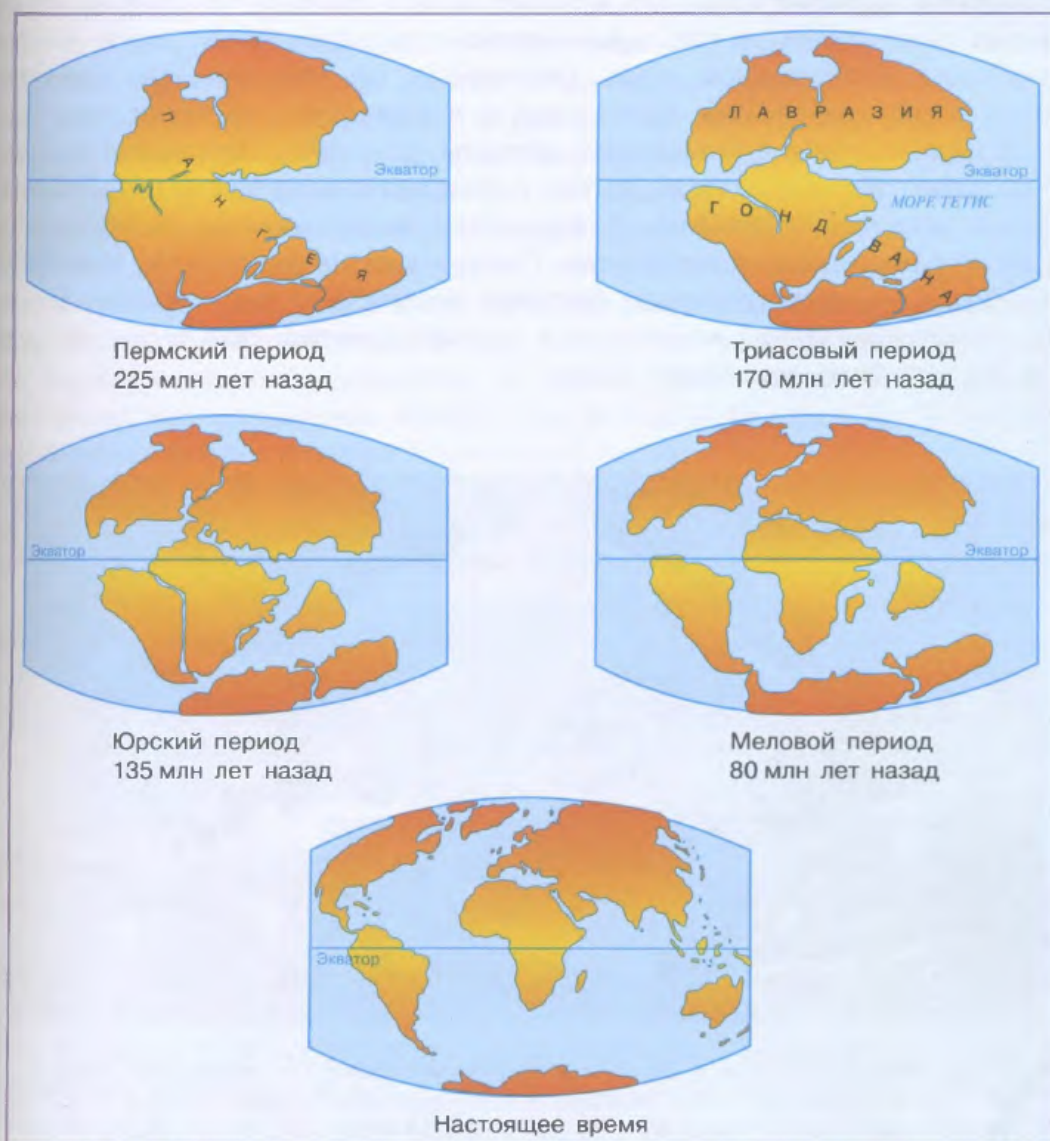 ПАНГЕЯ
Экватор
Пермский период
225 млн лет назад
ЛАВРАЗИЯ
Экватор
МОРЕ ТЕТИС
ГОНДВАНА
Триасовый период
170 млн лет назад
Экватор
Юрский период
135 млн лет назад
Экватор
Меловой период
80 млн лет назад
Экватор
Настоящее время